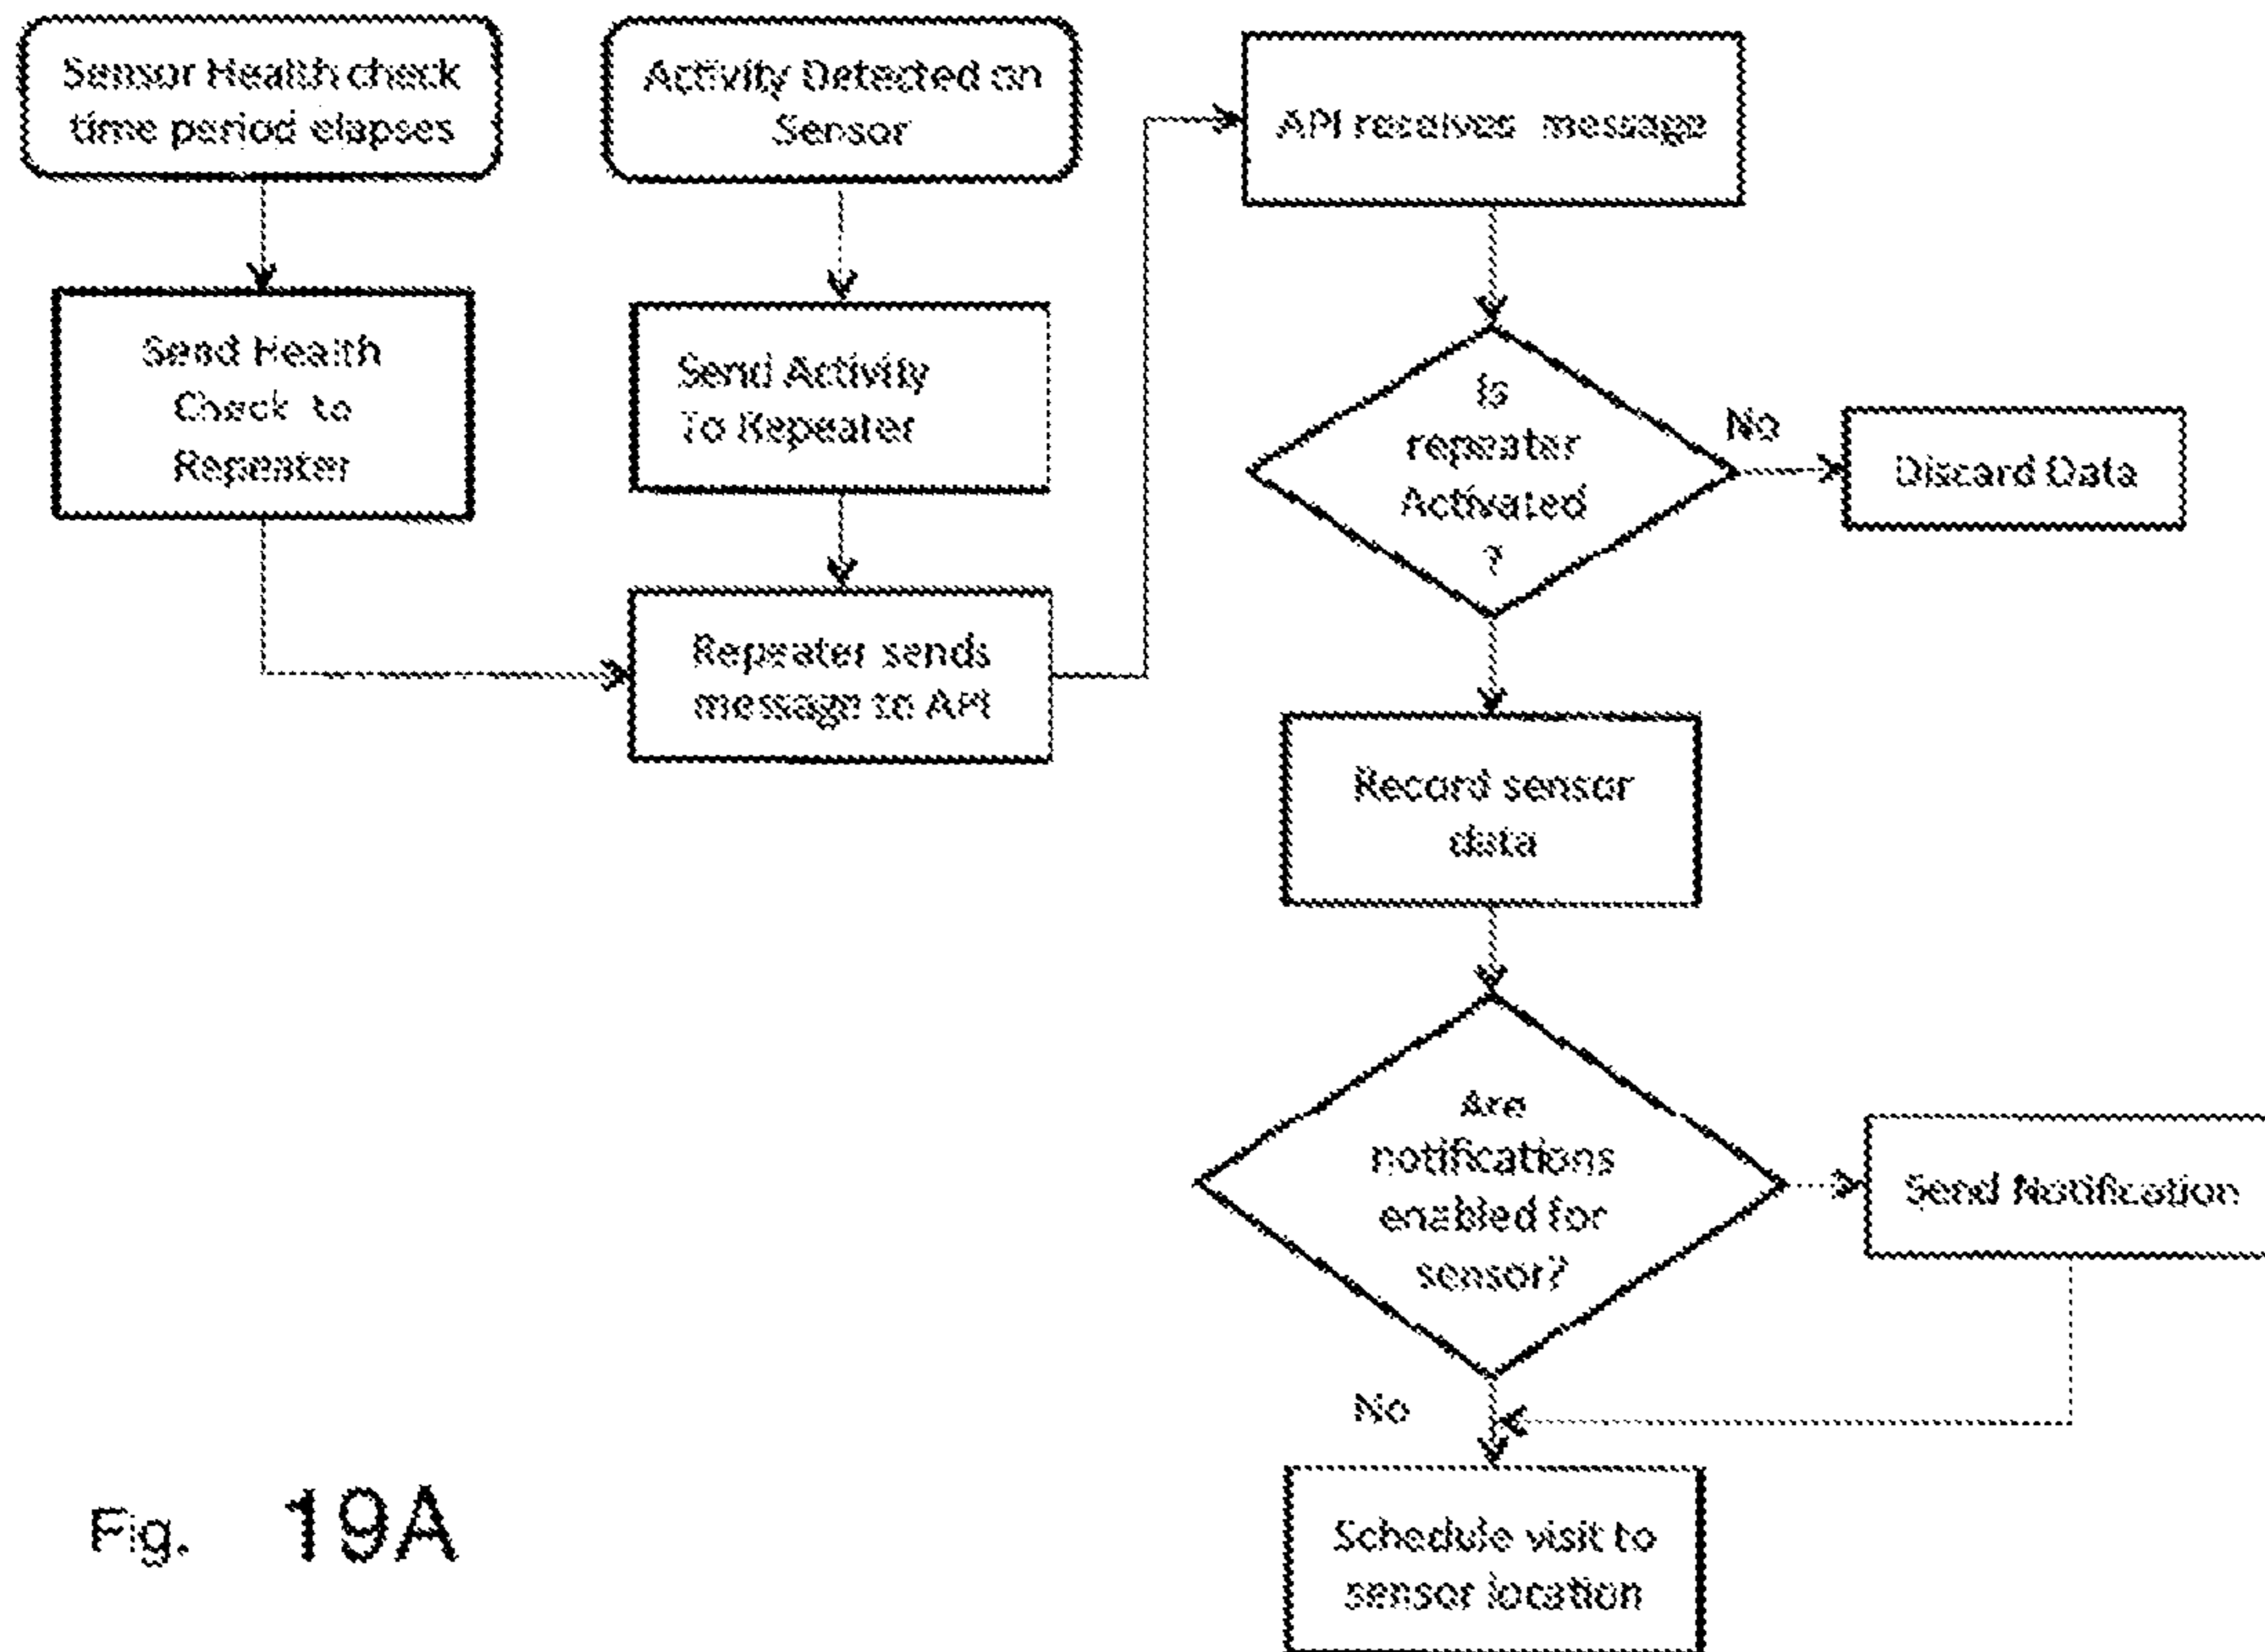 Sensor Health check
time period elapses
Activity Detected on
Sensor
API receives message
Send Health
Check to
Repeater
Send Activity
To Repeater
Is
repeater
Activated
?
No
Discard Data
Repeater sends
message to API
Record sensor
data
Are
notifications
enabled for
sensor?
Send Notification
No
Schedule visit to
sensor location
Fig. 19A